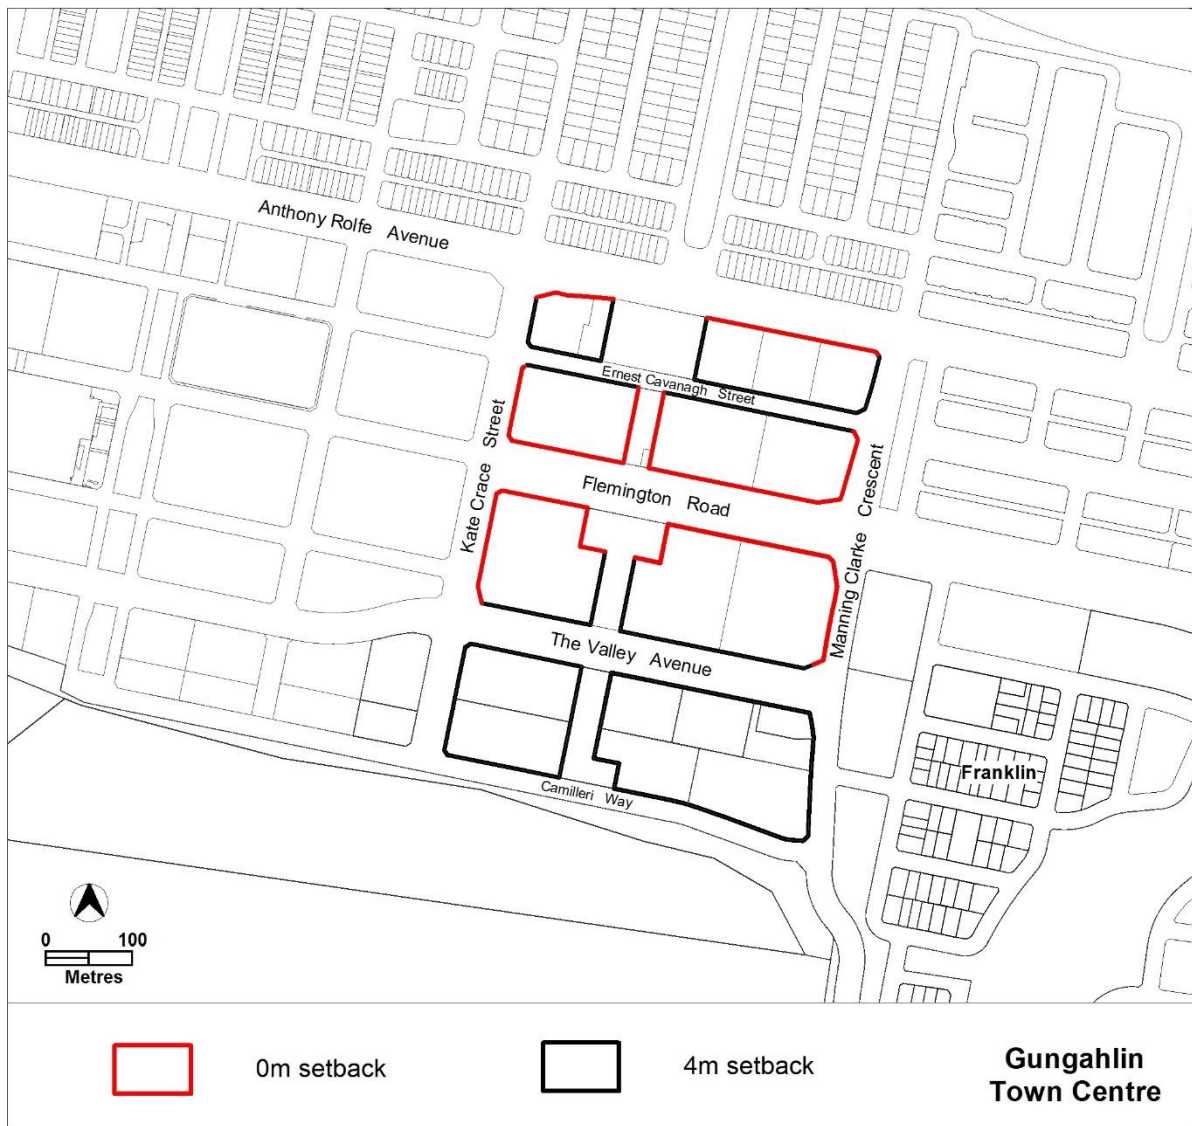 Anthony Rolfe Avenue
Ernest Cavanagh Street
Kate Crace Street
Flemington Road
Manning Clarke Crescent
The Valley Avenue
Franklin
Camilleri Way
0 100
Metres
0m setback
4m setback
Gungahlin
Town Centre